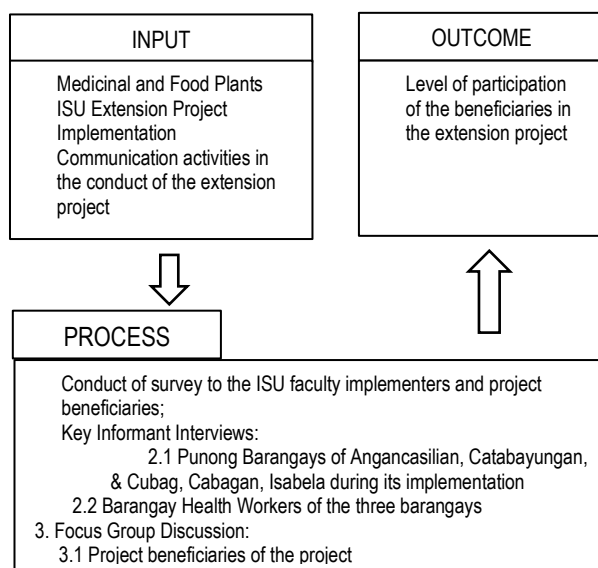 INPUT
Medicinal and Food Plants
ISU Extension Project
Implementation
Communication activities in
the conduct of the extension
project
OUTCOME
Level of participation
of the beneficiaries in
the extension project
PROCESS
Conduct of survey to the ISU faculty implementers and project
beneficiaries;
Key Informant Interviews:
2.1 Punong Barangays of Angancasilian, Catabayungan,
& Cubag, Cabagan, Isabela during its implementation
2.2 Barangay Health Workers of the three barangays
3. Focus Group Discussion:
3.1 Project beneficiaries of the project